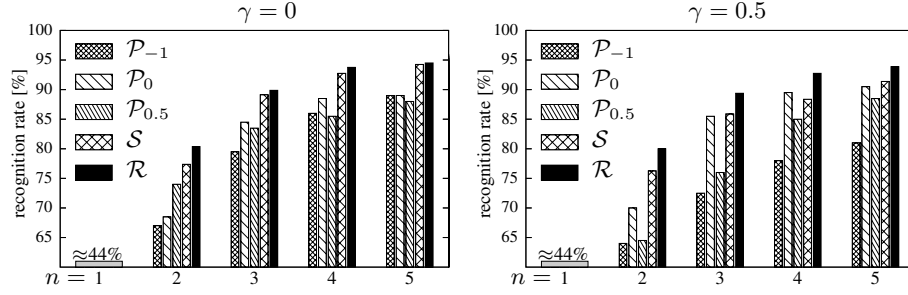 γ = 0
recognition rate [%]
100
95
90
85
80
75
70
65
P₋₁
P₀
P₀.₅
S
R
≈44%
n = 1 2 3 4 5
γ = 0.5
recognition rate [%]
100
95
90
85
80
75
70
65
P₋₁
P₀
P₀.₅
S
R
≈44%
n = 1 2 3 4 5